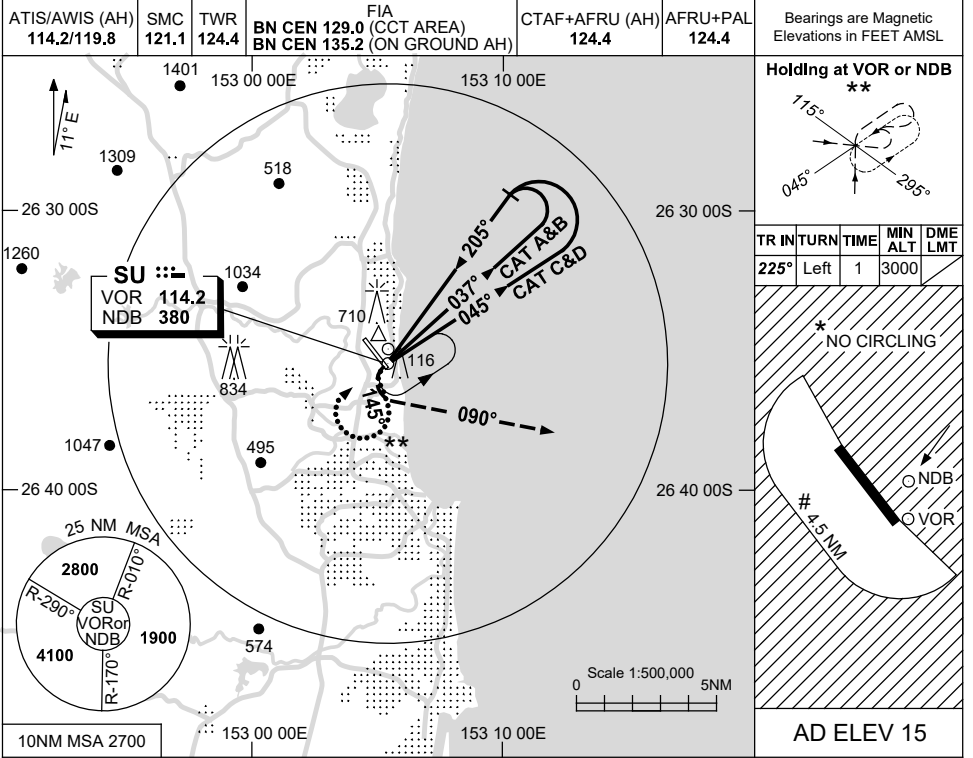 ATIS/AWIS (AH)
114.2/119.8
SMC
121.1
TWR
124.4
FIA
BN CEN 129.0 (CCT AREA)
BN CEN 135.2 (ON GROUND AH)
CTAF+AFRU (AH)
124.4
AFRU+PAL
124.4
Bearings are Magnetic
Elevations in FEET AMSL
1401
153 00 00E
153 10 00E
11° E
1309
518
26 30 00S
26 30 00S
1260
1034
SU
VOR 114.2
NDB 380
205°
037° CAT A&B
045° CAT C&D
710
116
834
145°
090°
**
1047
495
26 40 00S
26 40 00S
25 NM MSA
2800
R-010°
R-290°
SU
VORor
NDB
1900
4100
R-170°
574
Scale 1:500,000
0 5NM
10NM MSA 2700
153 00 00E
153 10 00E
Holding at VOR or NDB
**
115°
045°
295°
TR IN TURN TIME MIN ALT DME LMT
225° Left 1 3000
* NO CIRCLING
NDB
VOR
# 4.5 NM
AD ELEV 15